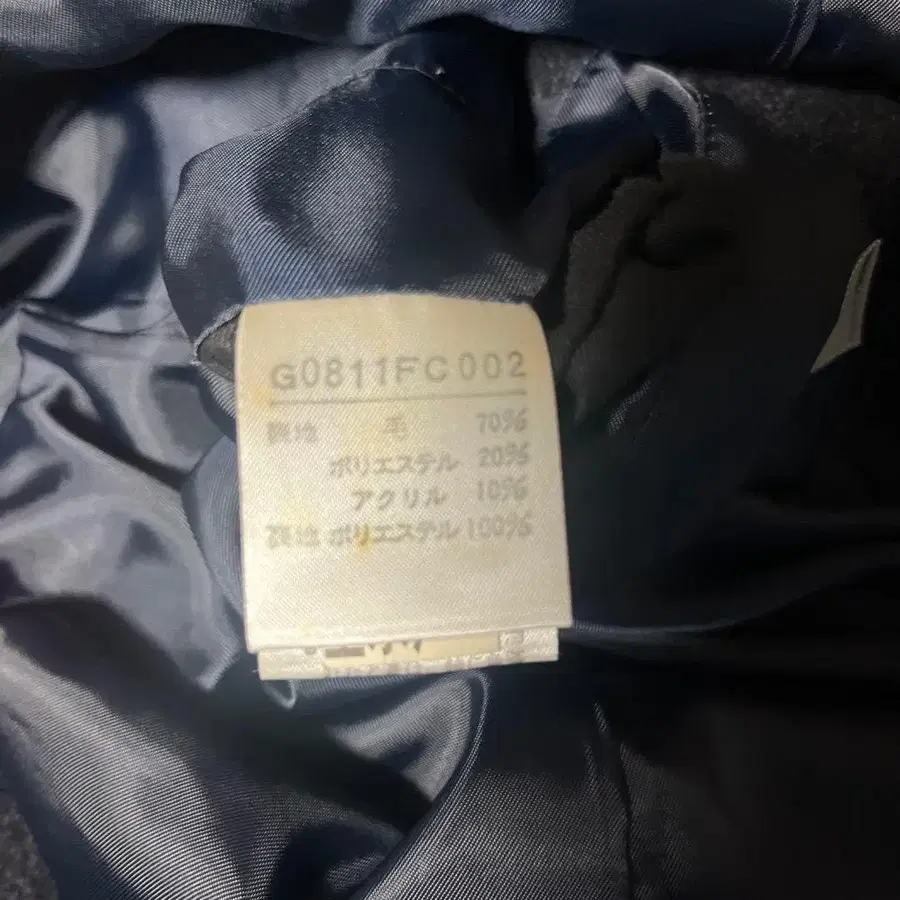 G0811FC002
表地 毛 70%
ポリエステル 20%
アクリル 10%
裏地 ポリエステル 100%